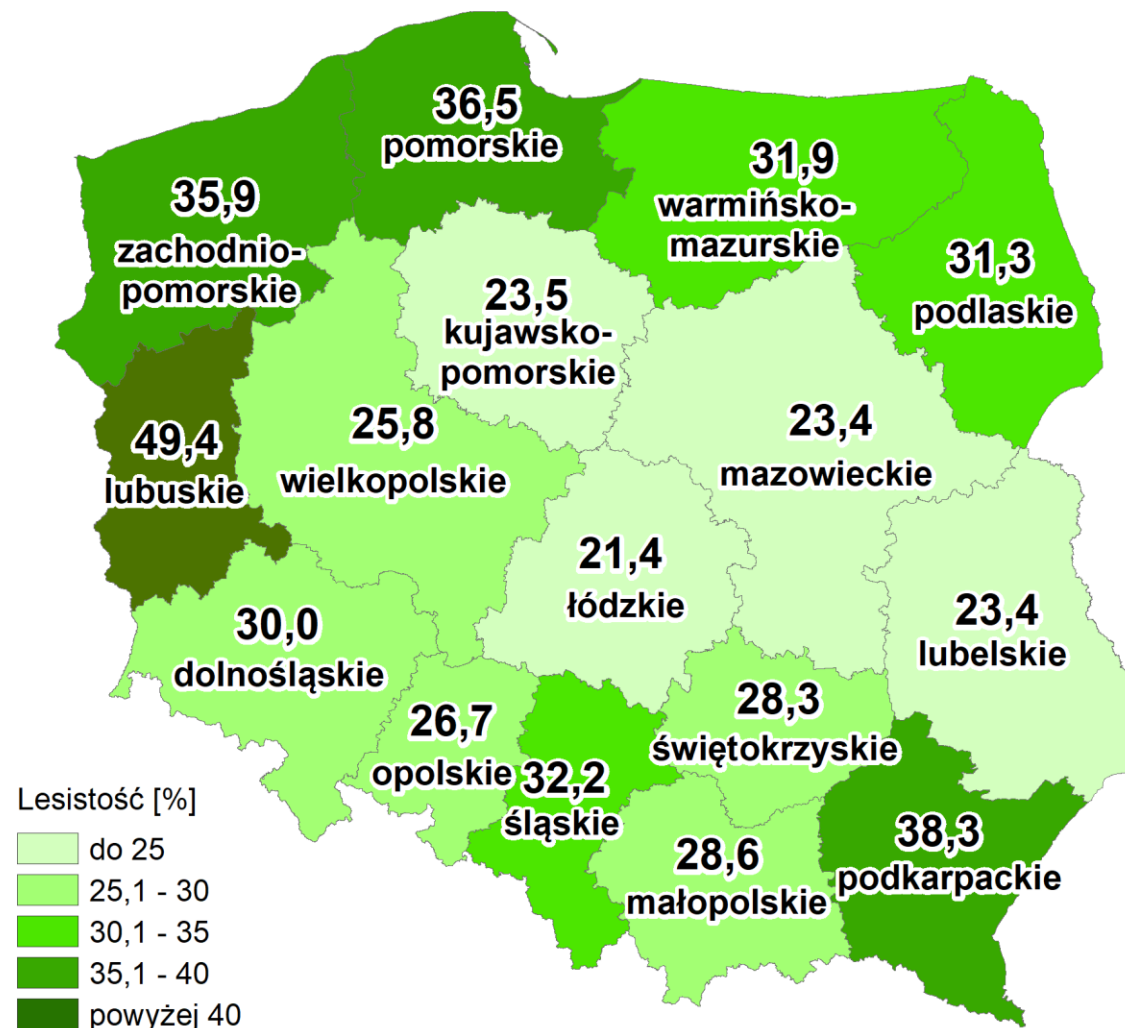 36,5
pomorskie
31,9
warmińsko-
mazurskie
35,9
zachodnio-
pomorskie
31,3
podlaskie
23,5
kujawsko-
pomorskie
49,4
lubuskie
25,8
wielkopolskie
23,4
mazowieckie
21,4
łódzkie
23,4
lubelskie
30,0
dolnośląskie
26,7
opolskie
28,3
świętokrzyskie
32,2
śląskie
28,6
małopolskie
38,3
podkarpackie
Lesistość [%]
do 25
25,1 - 30
30,1 - 35
35,1 - 40
powyżej 40